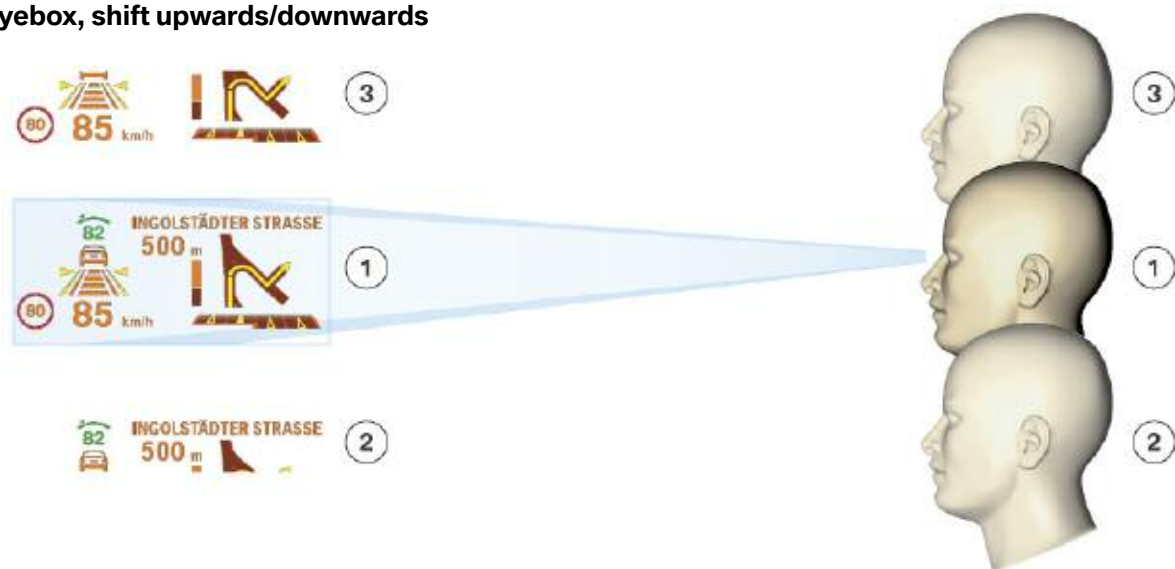 yebox, shift upwards/downwards
3
3
80
85 km/h
INGOLSTÄDTER STRASSE
82
500 m
1
1
80
85 km/h
INGOLSTÄDTER STRASSE
82
500 m
2
2